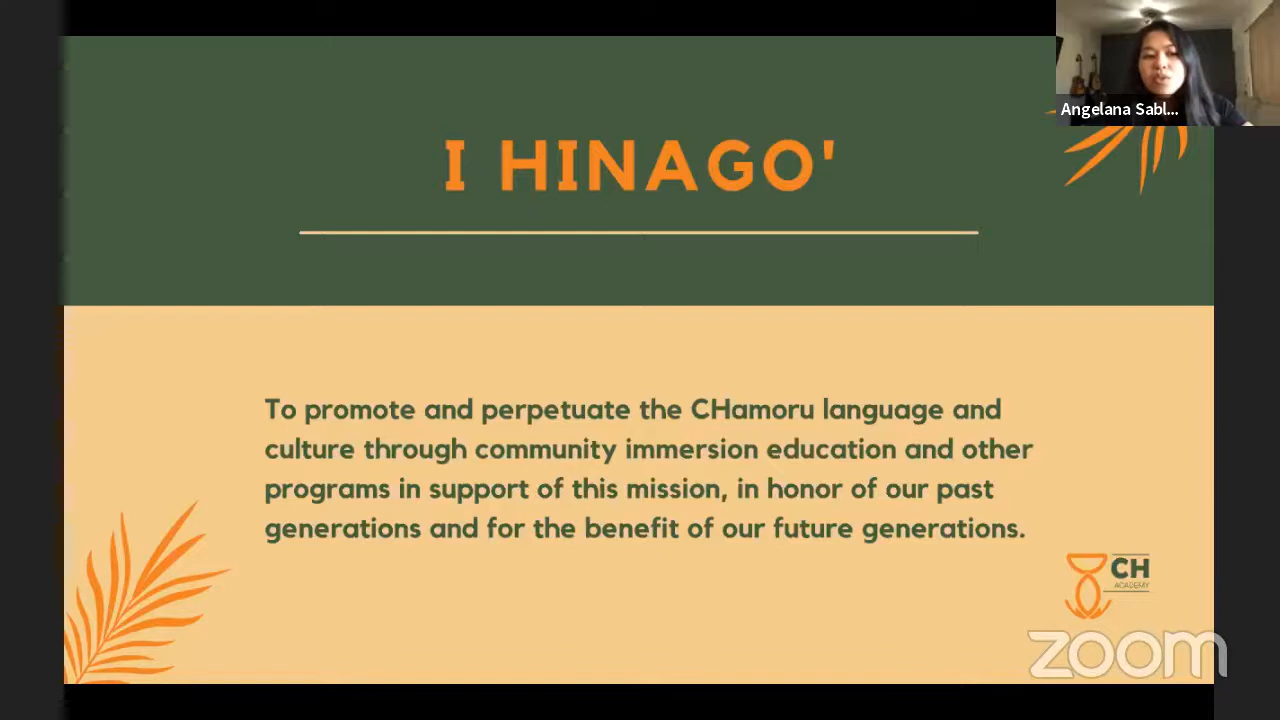 Angelana Sabl...
I HINAGO'
To promote and perpetuate the CHamoru language and
culture through community immersion education and other
programs in support of this mission, in honor of our past
generations and for the benefit of our future generations.
CH
ACADEMY
zoom